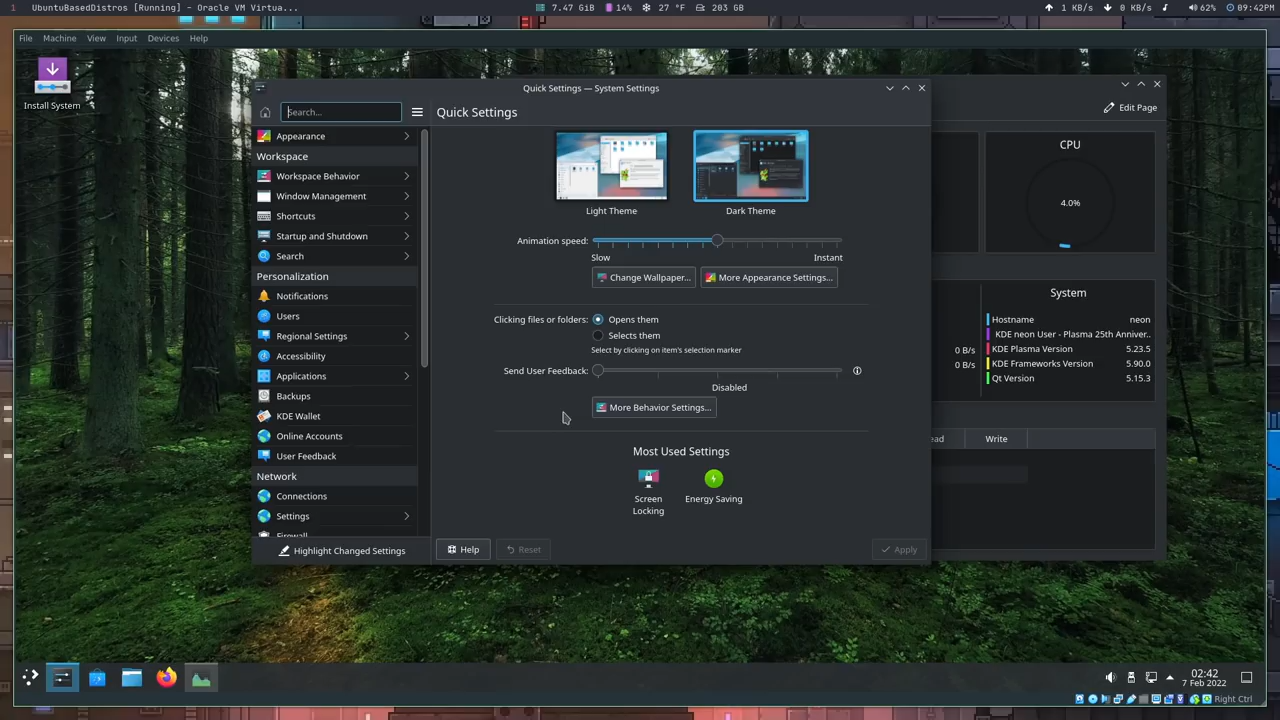 1 UbuntuBasedDistros [Running] - Oracle VM Virtua...
7.47 GiB 14% 27 °F 203 GB
1 KB/s 0 KB/s 62% 09:42PM
File Machine View Input Devices Help
Install System
Quick Settings — System Settings
Search...
Quick Settings
Edit Page
Appearance
Workspace
Workspace Behavior
Window Management
Shortcuts
Startup and Shutdown
Search
Personalization
Notifications
Users
Regional Settings
Accessibility
Applications
Backups
KDE Wallet
Online Accounts
User Feedback
Network
Connections
Settings
Firewall
Highlight Changed Settings
Light Theme
Dark Theme
Animation speed:
Slow Instant
Change Wallpaper...
More Appearance Settings...
Clicking files or folders:
Opens them
Selects them
Select by clicking on item's selection marker
Send User Feedback:
Disabled
More Behavior Settings...
Most Used Settings
Screen
Locking
Energy Saving
Help
Reset
Apply
CPU
4.0%
System
Hostname neon
KDE neon User - Plasma 25th Anniver..
KDE Plasma Version 5.23.5
KDE Frameworks Version 5.90.0
Qt Version 5.15.3
0 B/s
0 B/s
ead Write
02:42
7 Feb 2022
Right Ctrl